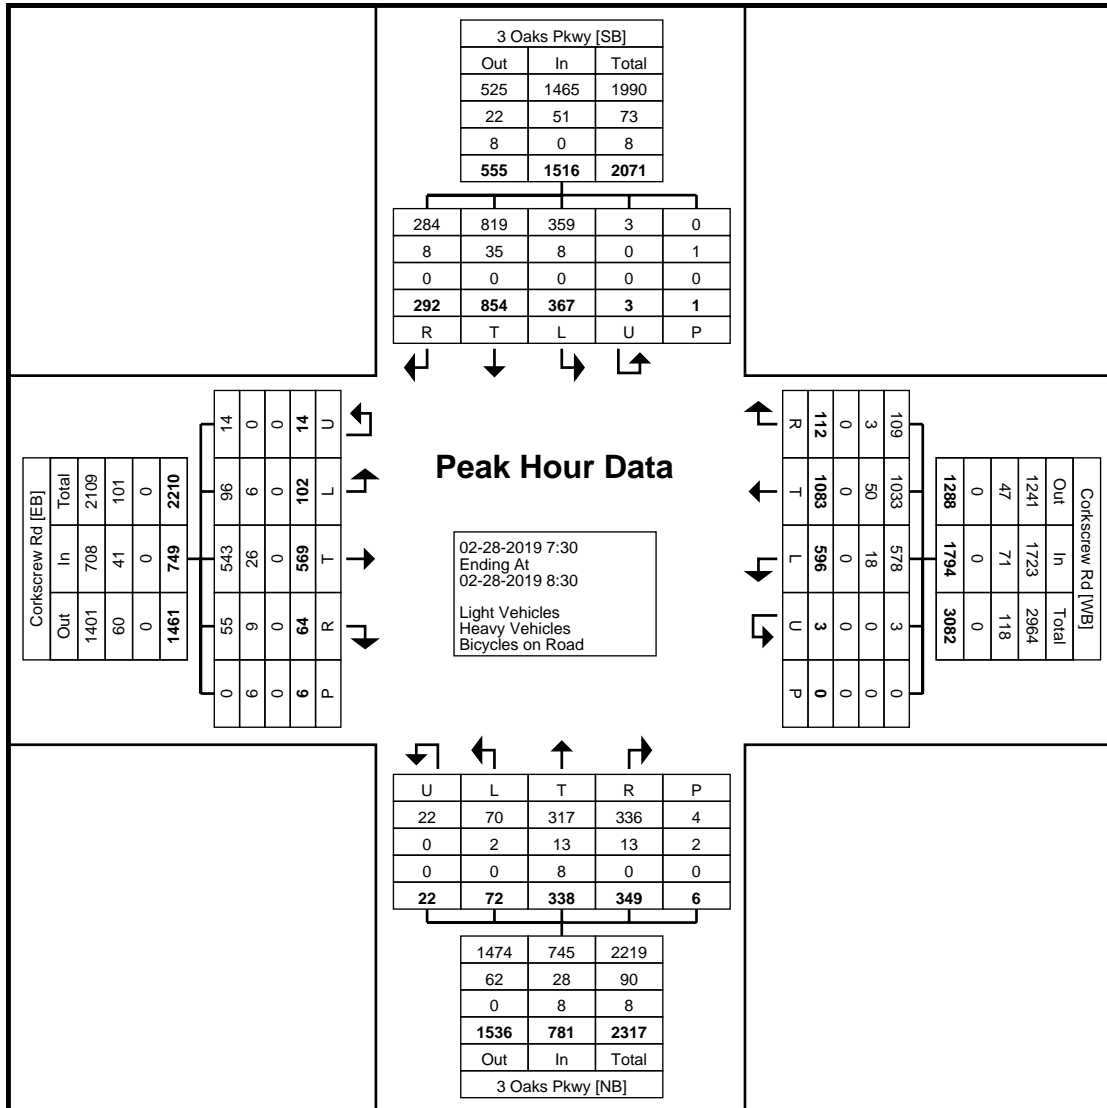 3 Oaks Pkwy [SB]
Out In Total
525 1465 1990
22 51 73
8 0 8
555 1516 2071
284 819 359 3 0
8 35 8 0 1
0 0 0 0 0
292 854 367 3 1
R T L U P
Corkscrew Rd [EB]
Total 2109 101 0 2210
In 708 41 0 749
Out 1401 60 0 1461
14 0 0 14 U
96 6 0 102 L
543 26 0 569 T
55 9 0 64 R
0 6 0 6 P
Peak Hour Data
02-28-2019 7:30
Ending At
02-28-2019 8:30
Light Vehicles
Heavy Vehicles
Bicycles on Road
R 112 0 3 109
T 1083 0 50 1033
L 596 0 18 578
U 3 0 0 3
P 0 0 0 0
1288 0 47 1241 Out
1794 0 71 1723 In
3082 0 118 2964 Total
Corkscrew Rd [WB]
U L T R P
22 70 317 336 4
0 2 13 13 2
0 0 8 0 0
22 72 338 349 6
1474 745 2219
62 28 90
0 8 8
1536 781 2317
Out In Total
3 Oaks Pkwy [NB]